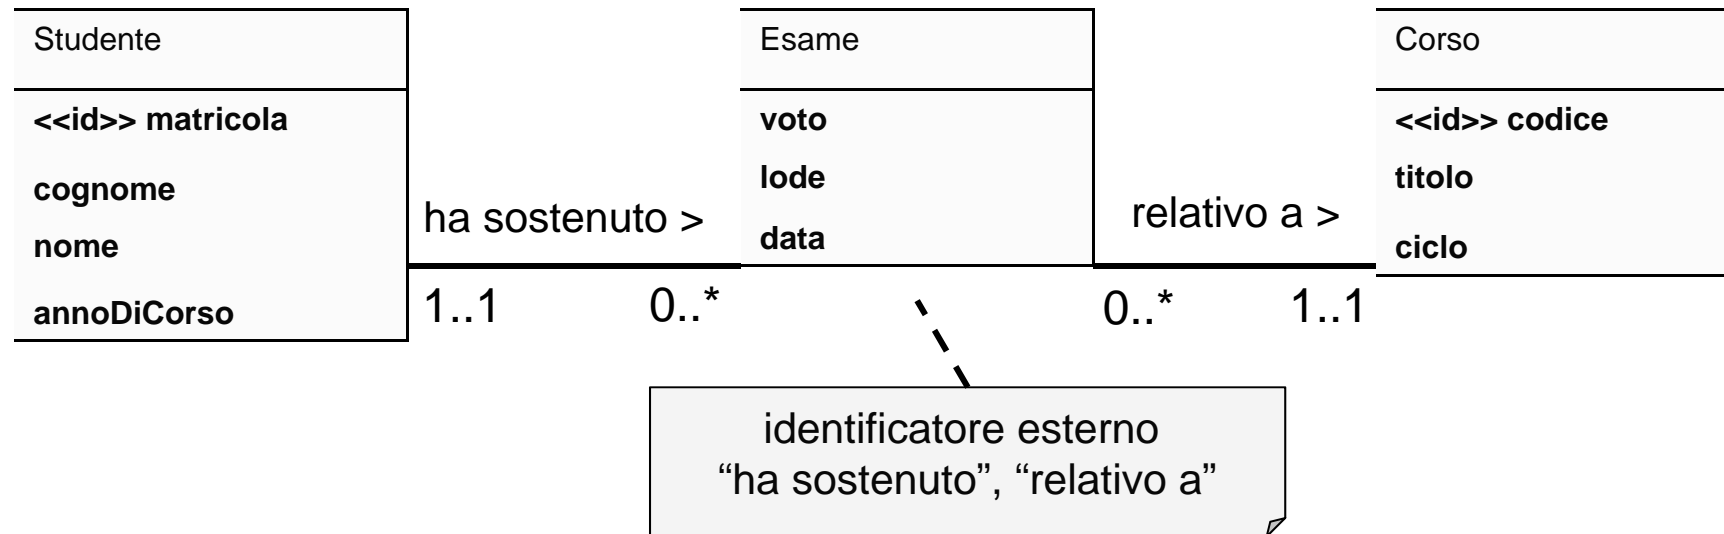 Studente
<<id>> matricola
cognome
nome
annoDiCorso
ha sostenuto >
1..1
0..*
Esame
voto
lode
data
relativo a >
0..*
1..1
Corso
<<id>> codice
titolo
ciclo
identificatore esterno
“ha sostenuto”, “relativo a”